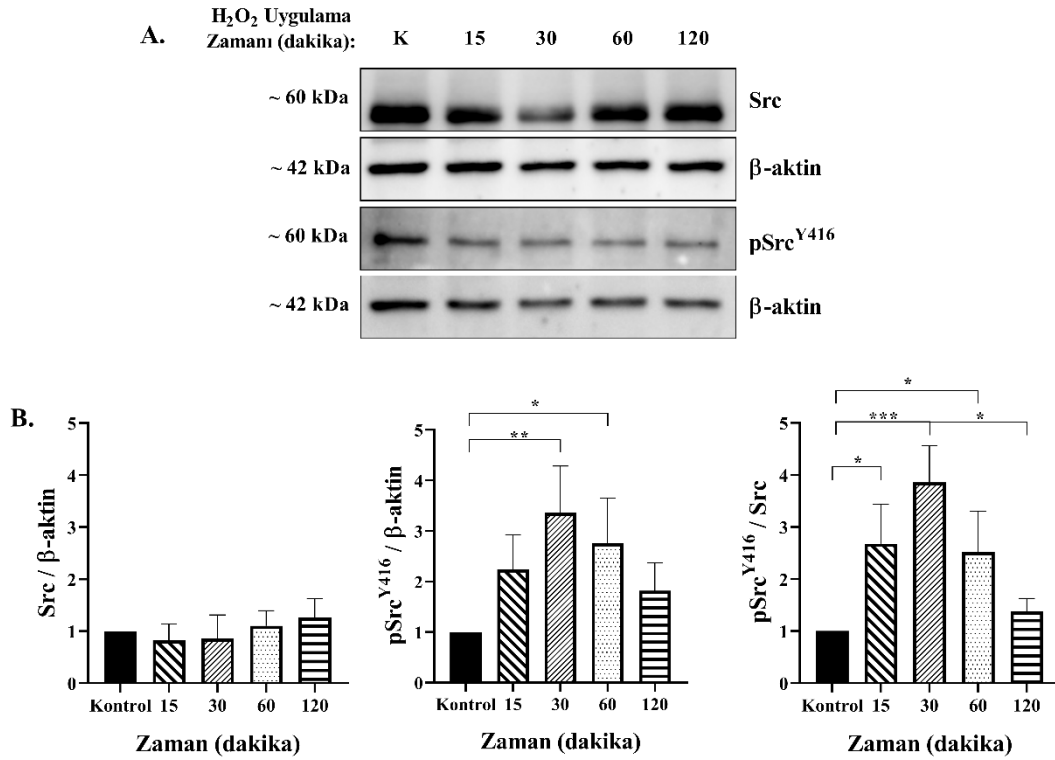 H₂O₂ Uygulama
A.
Zamanı (dakika): K 15 30 60 120
~ 60 kDa Src
~ 42 kDa β-aktin
~ 60 kDa pSrcʸ⁴¹⁶
~ 42 kDa β-aktin
B.
Src / β-aktin
5
4
3
2
1
0
Kontrol 15 30 60 120
Zaman (dakika)
pSrcʸ⁴¹⁶ / β-aktin
5
4
3
2
1
0
*
**
Kontrol 15 30 60 120
Zaman (dakika)
pSrcʸ⁴¹⁶ / Src
5
4
3
2
1
0
*
*** *
*
Kontrol 15 30 60 120
Zaman (dakika)